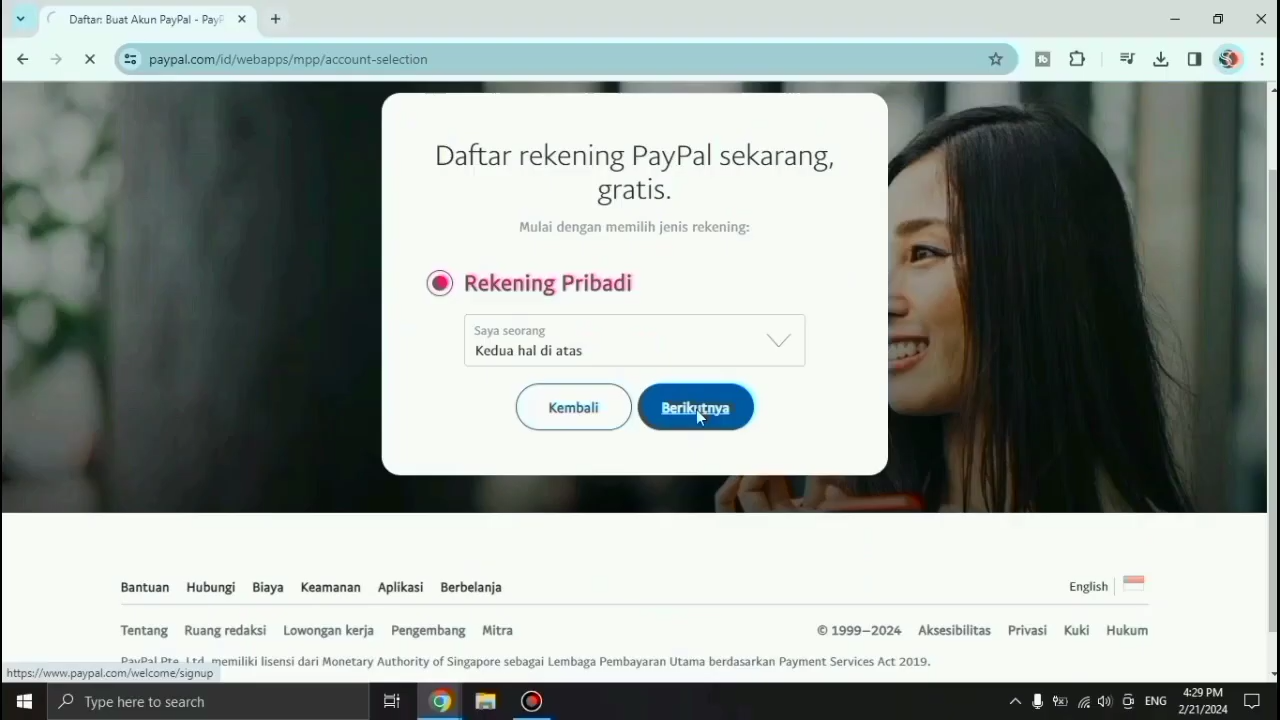 Daftar: Buat Akun PayPal - PayP
paypal.com/id/webapps/mpp/account-selection
Daftar rekening PayPal sekarang,
gratis.
Mulai dengan memilih jenis rekening:
Rekening Pribadi
Saya seorang
Kedua hal di atas
Kembali Berikutnya
Bantuan Hubungi Biaya Keamanan Aplikasi Berbelanja English
Tentang Ruang redaksi Lowongan kerja Pengembang Mitra © 1999–2024 Aksesibilitas Privasi Kuki Hukum
PayPal Pte. Ltd. memiliki lisensi dari Monetary Authority of Singapore sebagai Lembaga Pembayaran Utama berdasarkan Payment Services Act 2019.
https://www.paypal.com/welcome/signup
Type here to search ENG 4:29 PM
2/21/2024